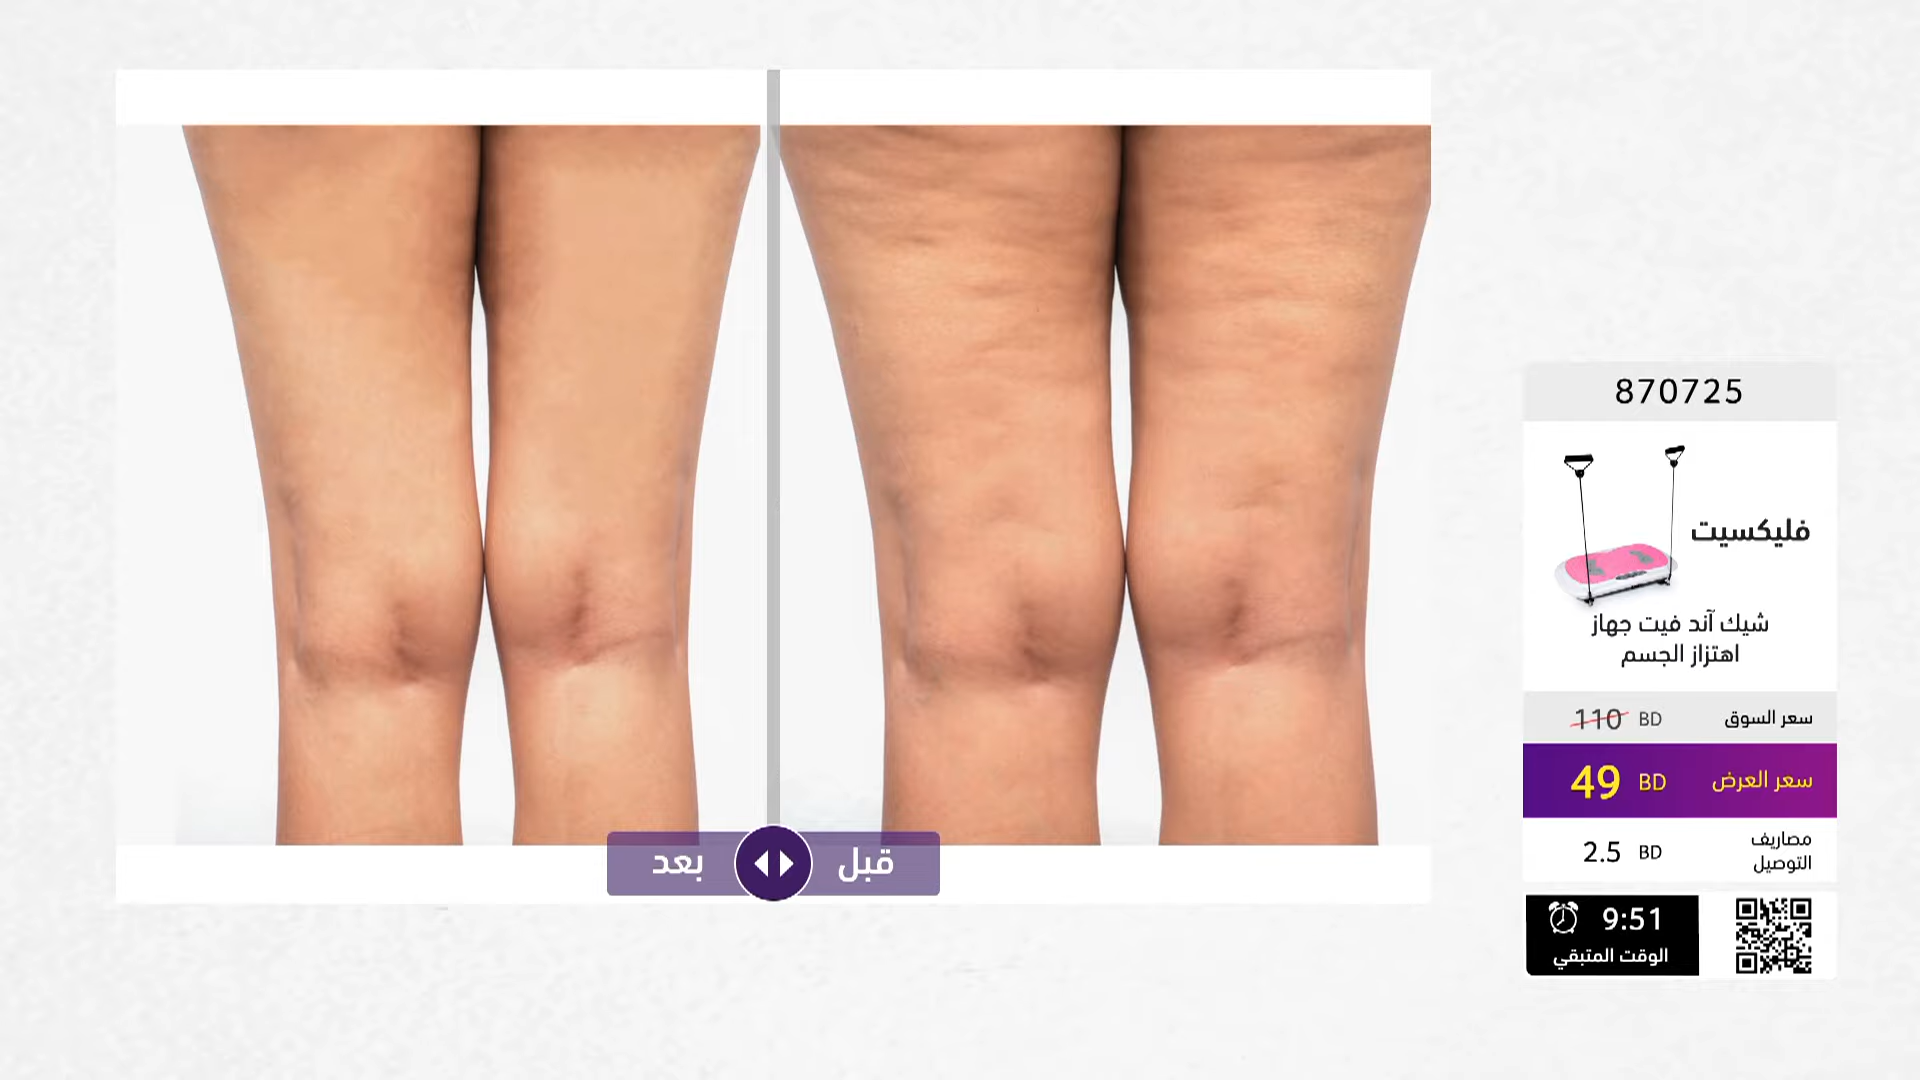 قبل
بعد
870725
فليكسيت
شيك آند فيت جهاز
اهتزاز الجسم
سعر السوق BD 110
سعر العرض BD 49
مصاريف
التوصيل
BD 2.5
9:51
الوقت المتبقي